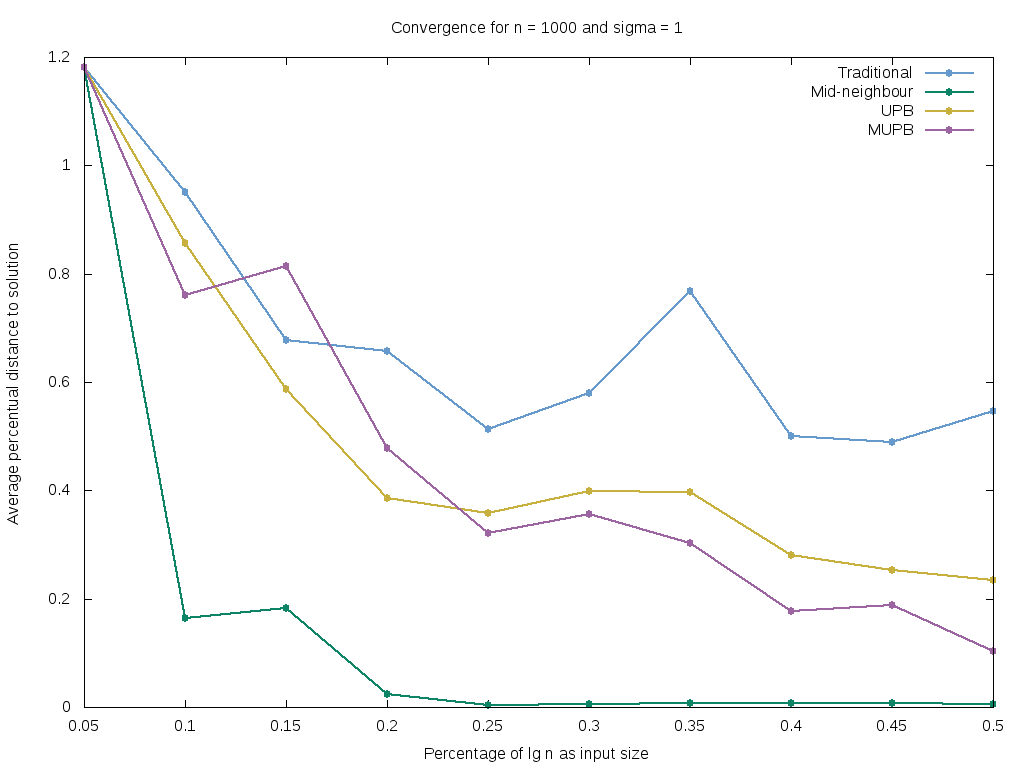 Convergence for n = 1000 and sigma = 1
Traditional
Mid-neighbour
UPB
MUPB
Average percentual distance to solution
1.2
1
0.8
0.6
0.4
0.2
0
0.05 0.1 0.15 0.2 0.25 0.3 0.35 0.4 0.45 0.5
Percentage of lg n as input size